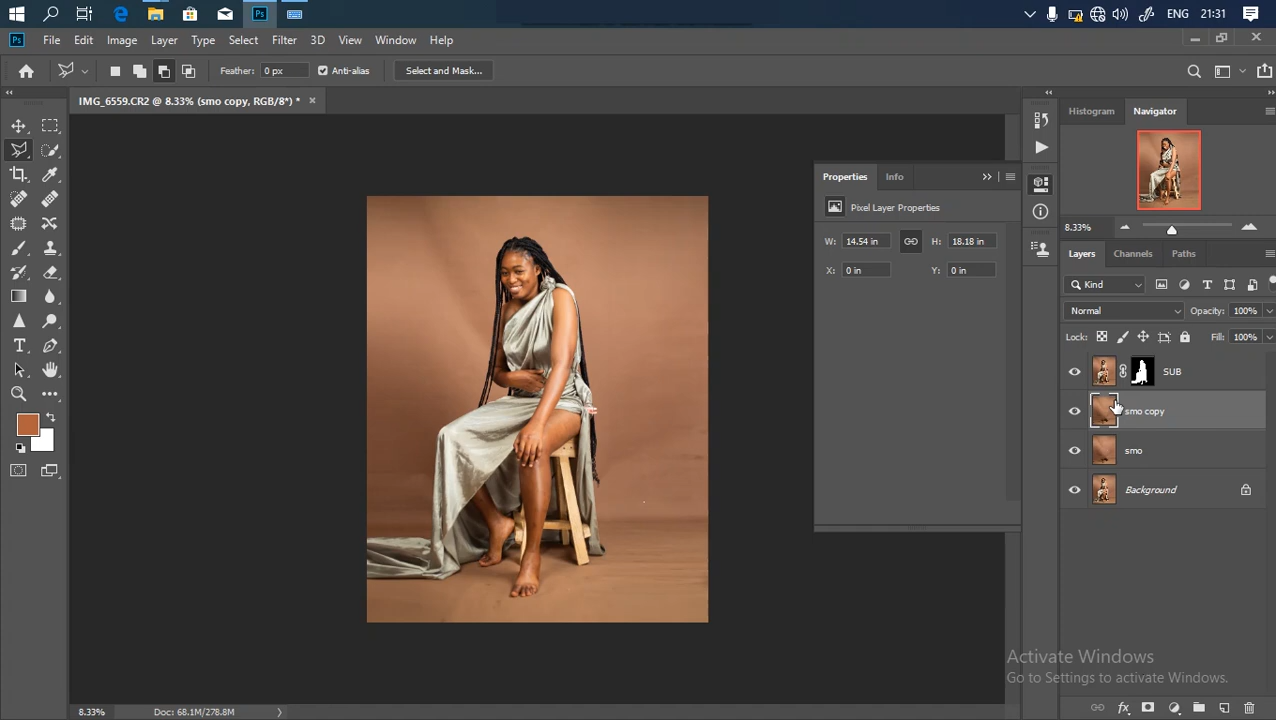 ENG 21:31
Ps File Edit Image Layer Type Select Filter 3D View Window Help
Feather: 0 px Anti-alias Select and Mask...
IMG_6559.CR2 @ 8.33% (smo copy, RGB/8*) * ×
Histogram Navigator
Properties Info
Pixel Layer Properties
8.33%
W: 14.54 in H: 18.18 in
Layers Channels Paths
X: 0 in Y: 0 in
Kind
Normal Opacity: 100%
Lock: Fill: 100%
SUB
smo copy
smo
Background
Activate Windows
Go to Settings to activate Windows.
8.33% Doc: 68.1M/278.8M